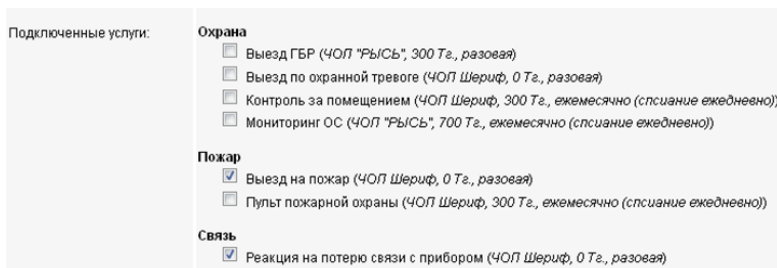 Подключенные услуги:
Охрана
Выезд ГБР (ЧОП "РЫСЬ", 300 Тг., разовая)
Выезд по охранной тревоге (ЧОП Шериф, 0 Тг., разовая)
Контроль за помещением (ЧОП Шериф, 300 Тг., ежемесячно (спсиание ежедневно))
Мониторинг ОС (ЧОП "РЫСЬ", 700 Тг., ежемесячно (спсиание ежедневно))
Пожар
Выезд на пожар (ЧОП Шериф, 0 Тг., разовая)
Пульт пожарной охраны (ЧОП Шериф, 300 Тг., ежемесячно (спсиание ежедневно))
Связь
Реакция на потерю связи с прибором (ЧОП Шериф, 0 Тг., разовая)